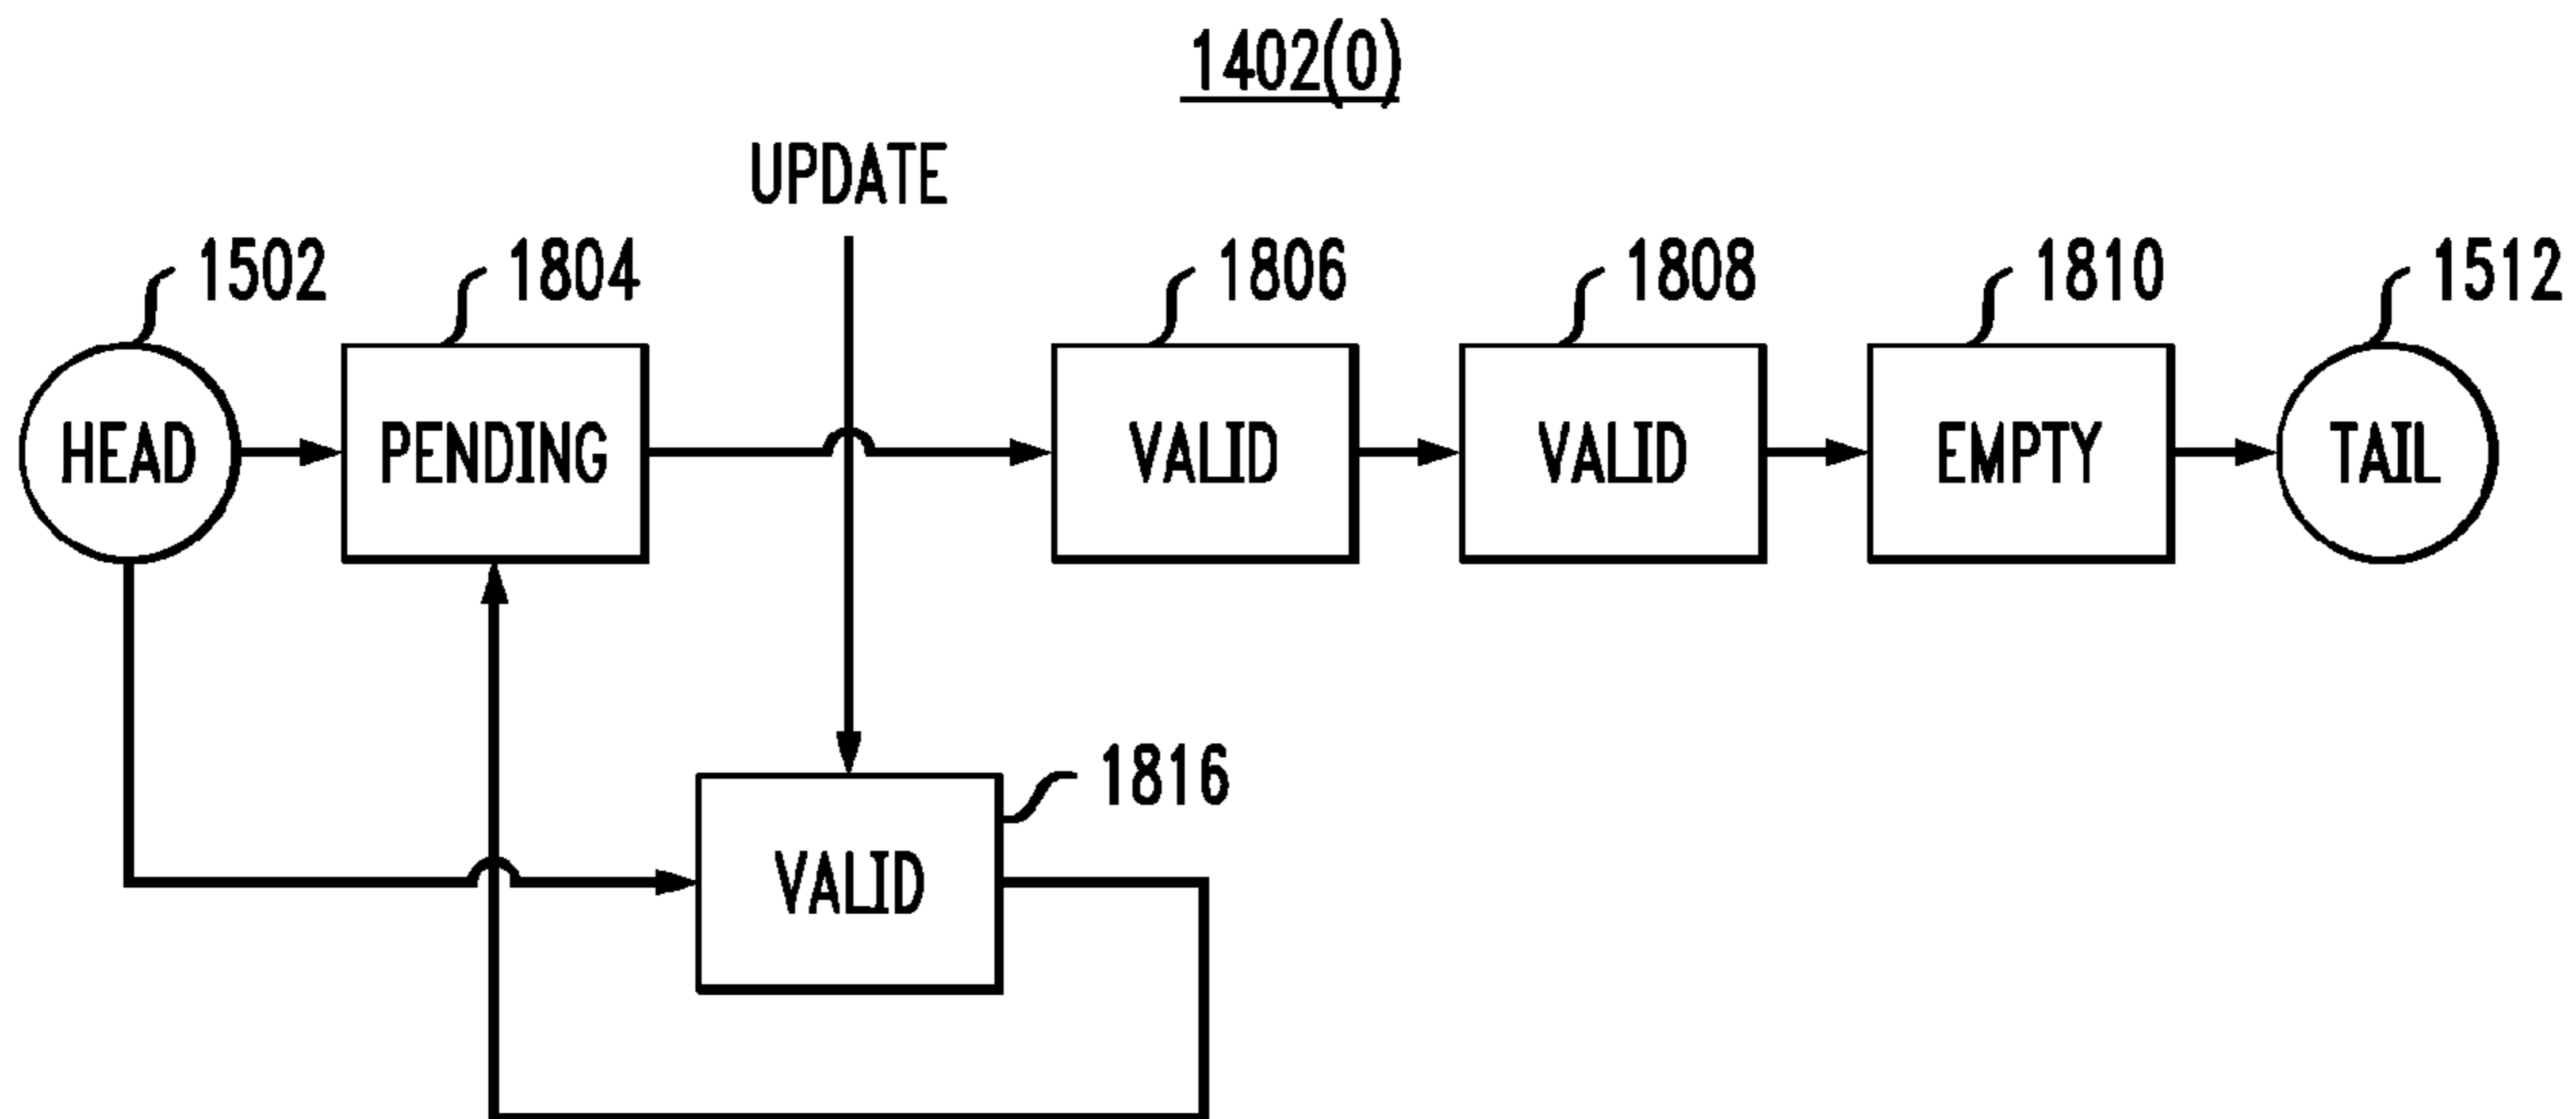 1402(0)
UPDATE
1502
1804
1806
1808
1810
1512
HEAD
PENDING
VALID
VALID
EMPTY
TAIL
1816
VALID